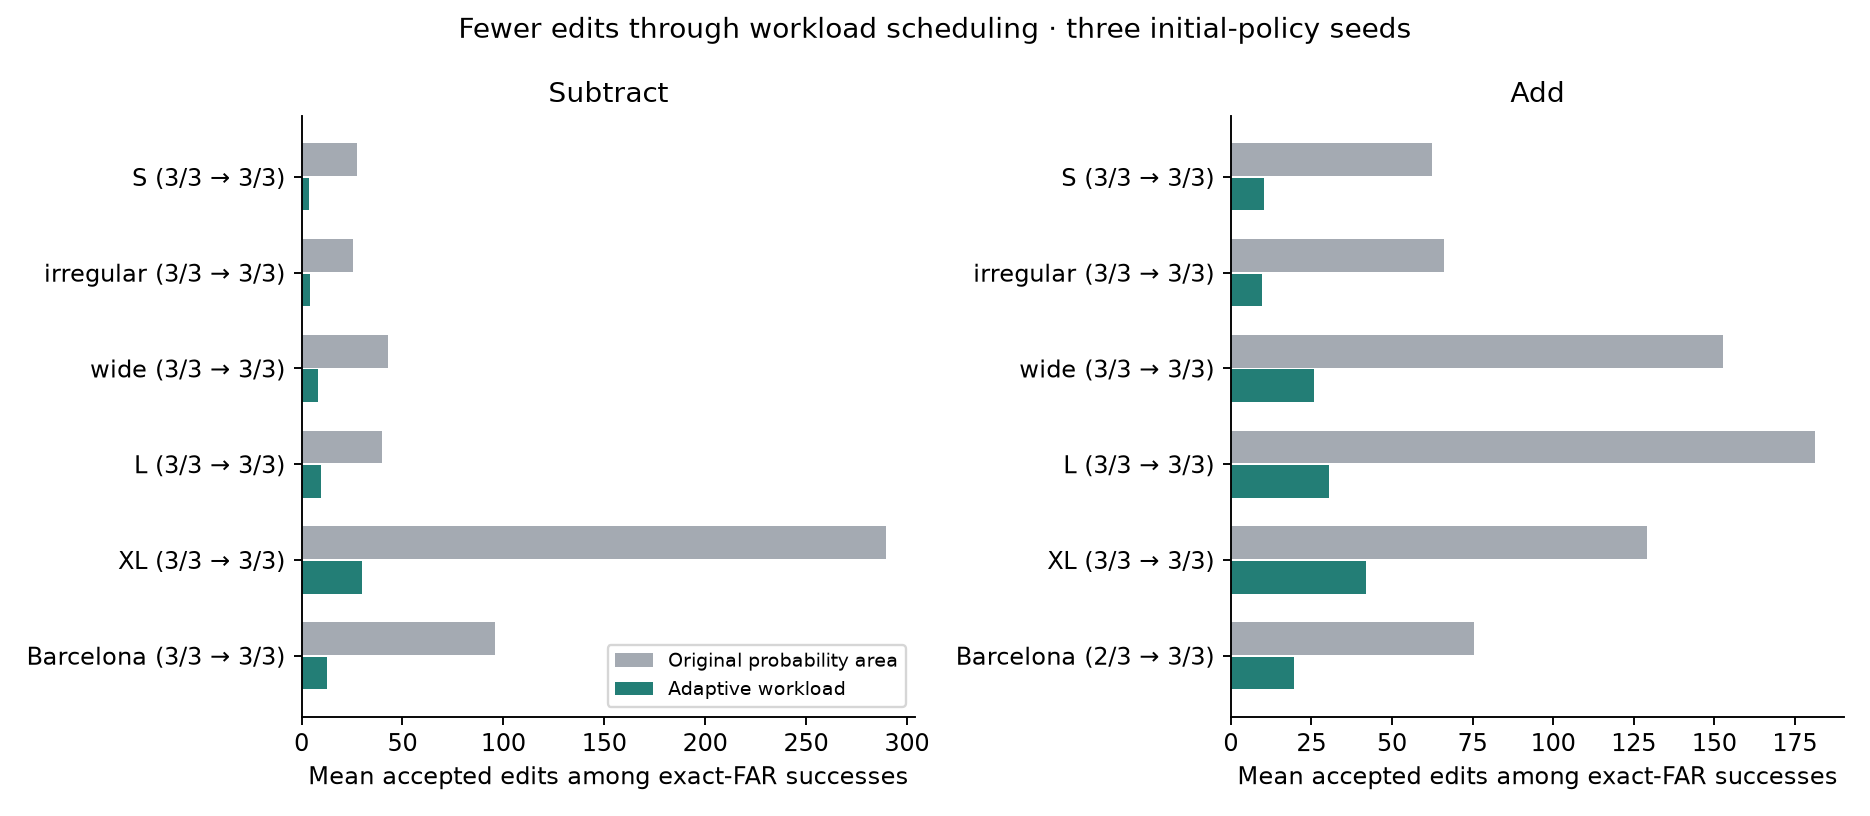 Fewer edits through workload scheduling · three initial-policy seeds
Subtract
S (3/3 → 3/3)
irregular (3/3 → 3/3)
wide (3/3 → 3/3)
L (3/3 → 3/3)
XL (3/3 → 3/3)
Barcelona (3/3 → 3/3)
Original probability area
Adaptive workload
0 50 100 150 200 250 300
Mean accepted edits among exact-FAR successes
Add
S (3/3 → 3/3)
irregular (3/3 → 3/3)
wide (3/3 → 3/3)
L (3/3 → 3/3)
XL (3/3 → 3/3)
Barcelona (2/3 → 3/3)
0 25 50 75 100 125 150 175
Mean accepted edits among exact-FAR successes